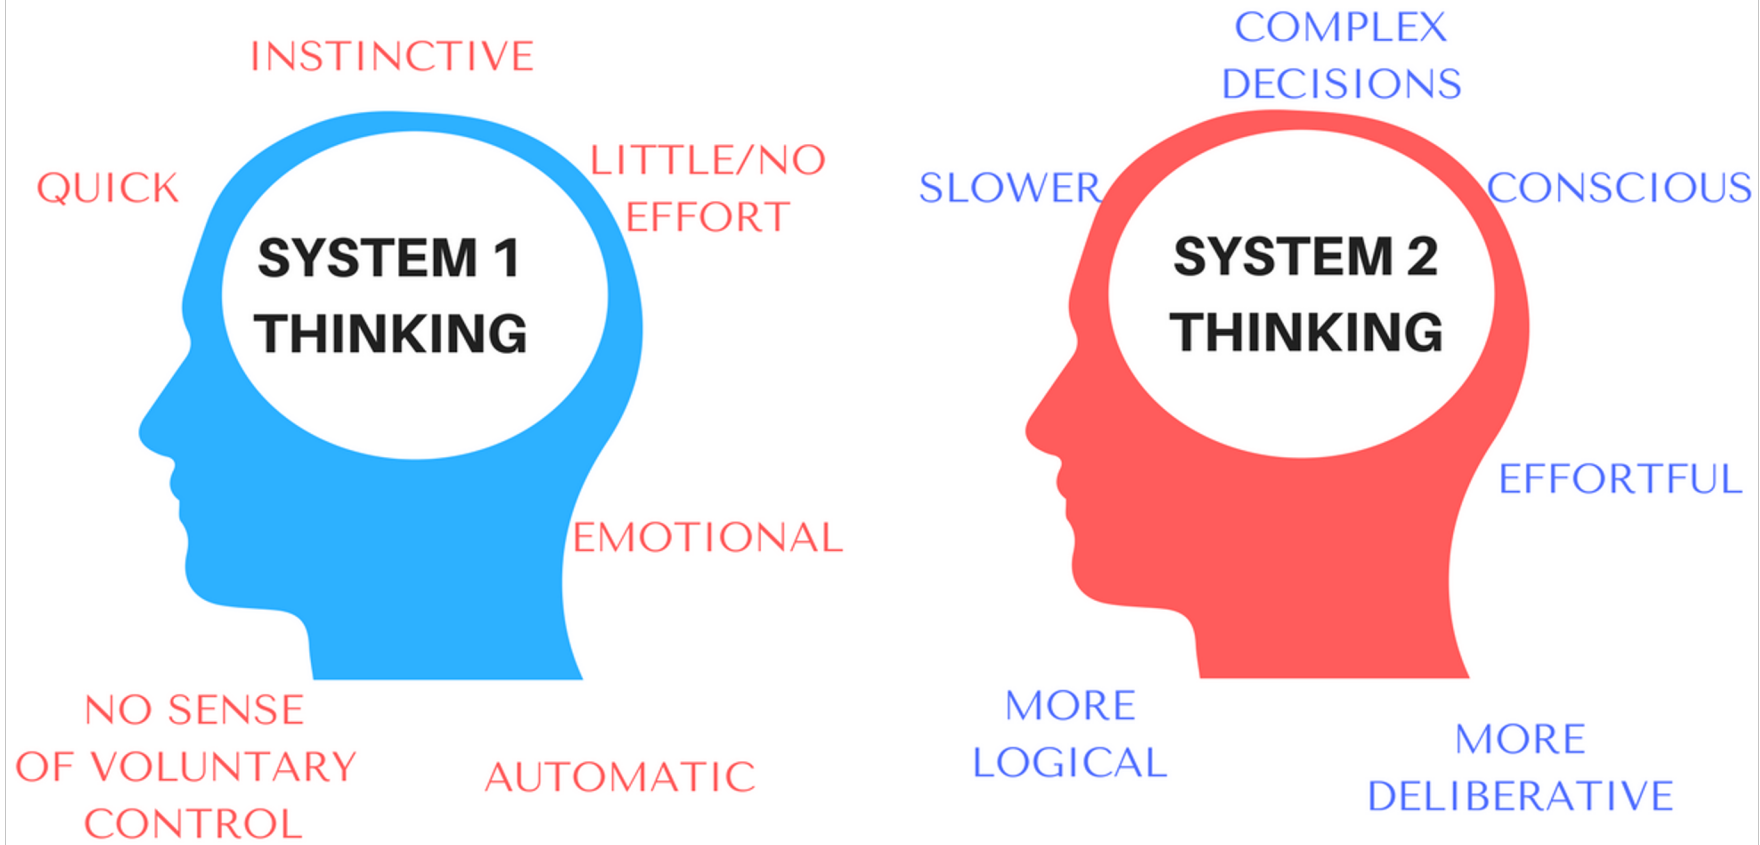 INSTINCTIVE
QUICK
LITTLE/NO
EFFORT
SYSTEM 1
THINKING
EMOTIONAL
NO SENSE
OF VOLUNTARY
CONTROL
AUTOMATIC
COMPLEX
DECISIONS
SLOWER
CONSCIOUS
SYSTEM 2
THINKING
EFFORTFUL
MORE
LOGICAL
MORE
DELIBERATIVE